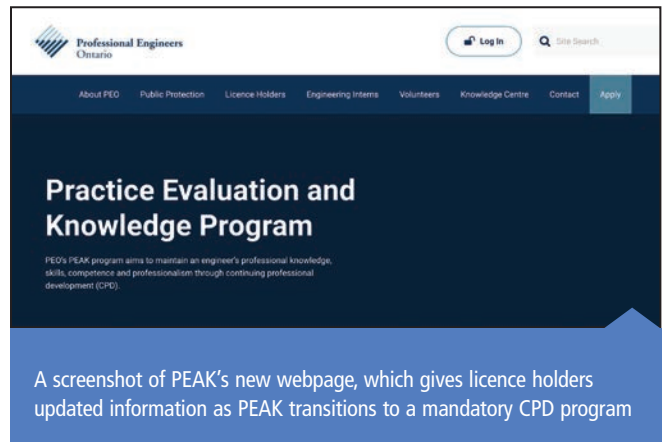 Professional Engineers
Ontario
Log In
Site Search
About PEO Public Protection Licence Holders Engineering Interns Volunteers Knowledge Centre Contact Apply
Practice Evaluation and
Knowledge Program
PEO's PEAK program aims to maintain an engineer's professional knowledge,
skills, competence and professionalism through continuing professional
development (CPD).
A screenshot of PEAK's new webpage, which gives licence holders
updated information as PEAK transitions to a mandatory CPD program